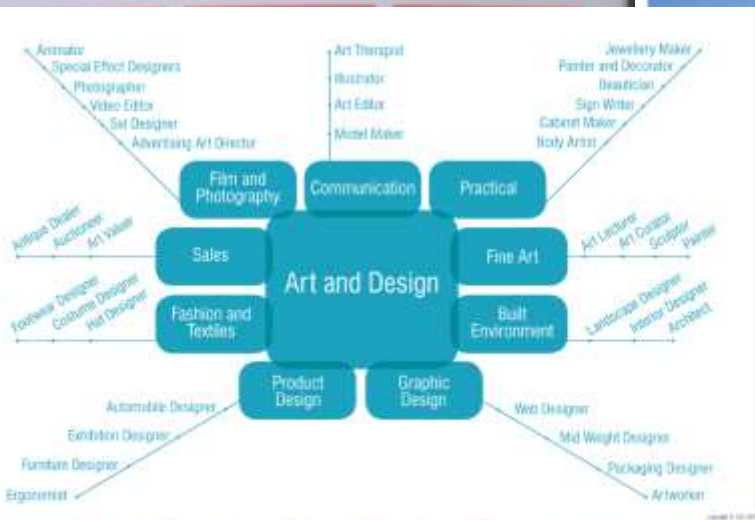 Animator
Special Effect Designers
Photographer
Video Editor
Set Designer
Advertising Art Director
Art Therapist
Illustrator
Art Editor
Model Maker
Jewellery Maker
Painter and Decorator
Beautician
Sign Writer
Cabinet Maker
Body Artist
Film and
Photography
Communication
Practical
Antique Dealer
Auctioneer
Art Valuer
Sales
Art and Design
Fine Art
Art Lecturer
Art Curator
Sculptor
Painter
Footwear Designer
Costume Designer
Hat Designer
Fashion and
Textiles
Built
Environment
Landscape Designer
Interior Designer
Architect
Product
Design
Graphic
Design
Automobile Designer
Exhibition Designer
Furniture Designer
Ergonomist
Web Designer
Mid Weight Designer
Packaging Designer
Artworker